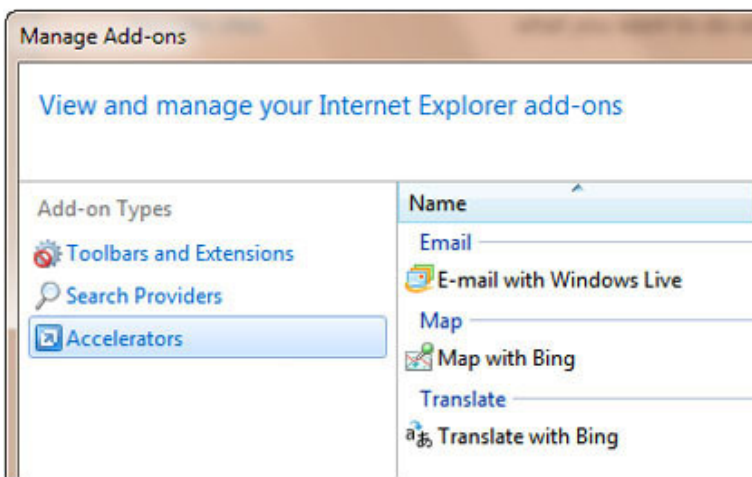 Manage Add-ons
View and manage your Internet Explorer add-ons
Add-on Types
Toolbars and Extensions
Search Providers
Accelerators
Name
Email
E-mail with Windows Live
Map
Map with Bing
Translate
Translate with Bing